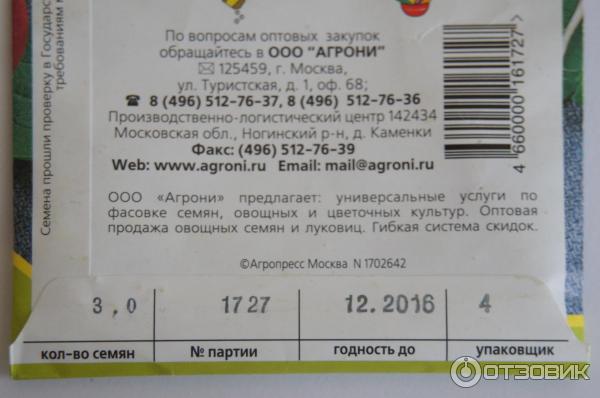 По вопросам оптовых закупок
обращайтесь в ООО "АГРОНИ"
125459, г. Москва,
ул. Туристская, д. 1, оф. 68;
8 (496) 512-76-37, 8 (496) 512-76-36
Производственно-логистический центр 142434
Московская обл., Ногинский р-н, д. Каменки
Факс: (496) 512-76-39
Web: www.agroni.ru Email: mail@agroni.ru
ООО «Агрони» предлагает: универсальные услуги по
фасовке семян, овощных и цветочных культур. Оптовая
продажа овощных семян и луковиц. Гибкая система скидок.
©Агропресс Москва N 1702642
Семена прошли проверку в Государс
требованиям
4 660000 161727 >
3,0 1727 12.2016 4
кол-во семян № партии годность до упаковщик
ОТЗОВИК